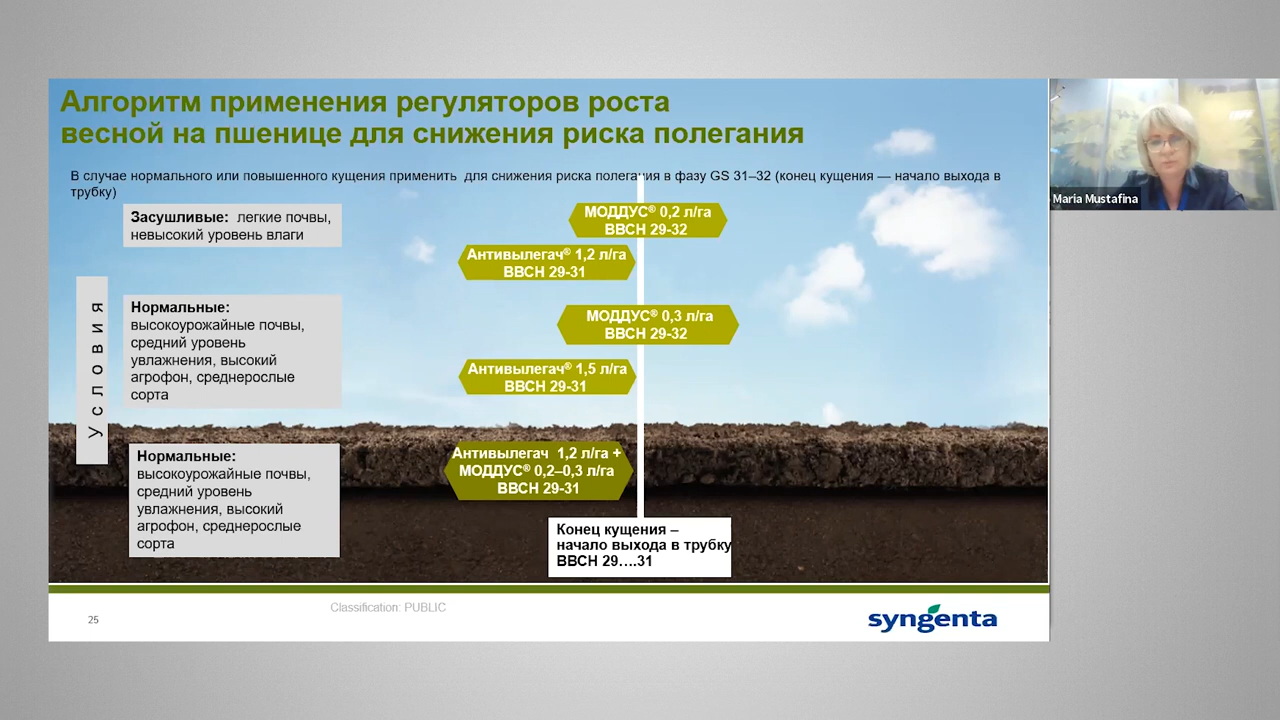 Алгоритм применения регуляторов роста
весной на пшенице для снижения риска полегания
В случае нормального или повышенного кущения применить для снижения риска полегания в фазу GS 31–32 (конец кущения — начало выхода в
трубку)
Засушливые: легкие почвы,
невысокий уровень влаги
МОДДУС® 0,2 л/га
ВВСН 29-32
Антивылегач® 1,2 л/га
ВВСН 29-31
Условия
Нормальные:
высокоурожайные почвы,
средний уровень
увлажнения, высокий
агрофон, среднерослые
сорта
МОДДУС® 0,3 л/га
ВВСН 29-32
Антивылегач® 1,5 л/га
ВВСН 29-31
Нормальные:
высокоурожайные почвы,
средний уровень
увлажнения, высокий
агрофон, среднерослые
сорта
Антивылегач 1,2 л/га +
МОДДУС® 0,2–0,3 л/га
ВВСН 29-31
Конец кущения –
начало выхода в трубку
ВВСН 29….31
Classification: PUBLIC
25
syngenta
Maria Mustafina